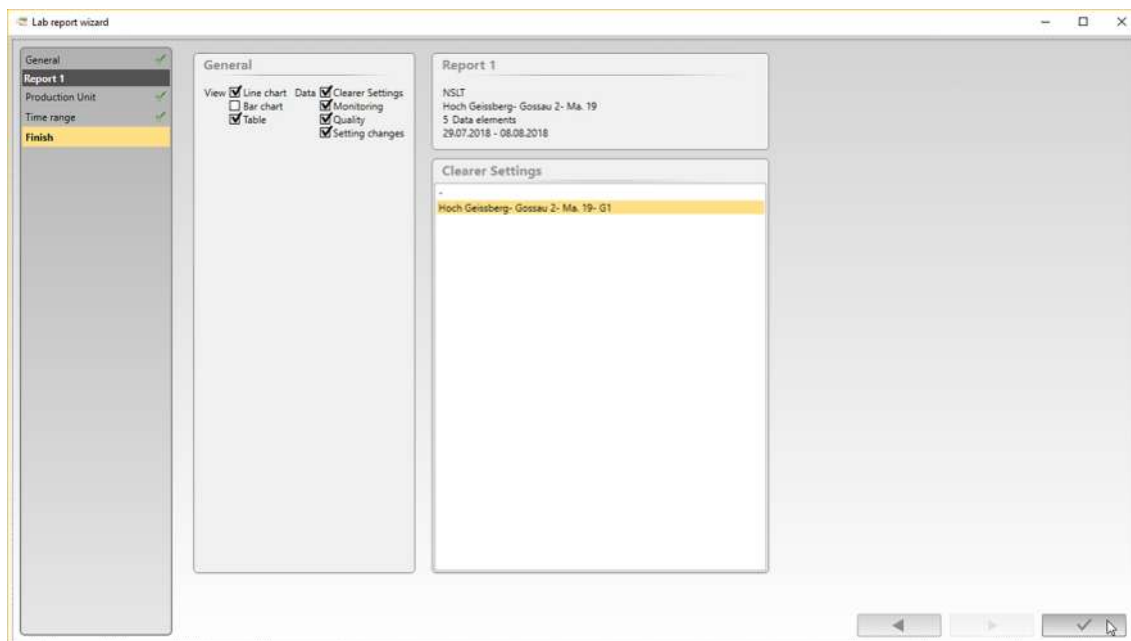 Lab report wizard
General
Report 1
Production Unit
Time range
Finish
General
View Line chart Data Clearer Settings
Bar chart Monitoring
Table Quality
Setting changes
Report 1
NSLT
Hoch Geissberg- Gossau 2- Ma. 19
5 Data elements
29.07.2018 - 08.08.2018
Clearer Settings
-
Hoch Geissberg- Gossau 2- Ma. 19- G1